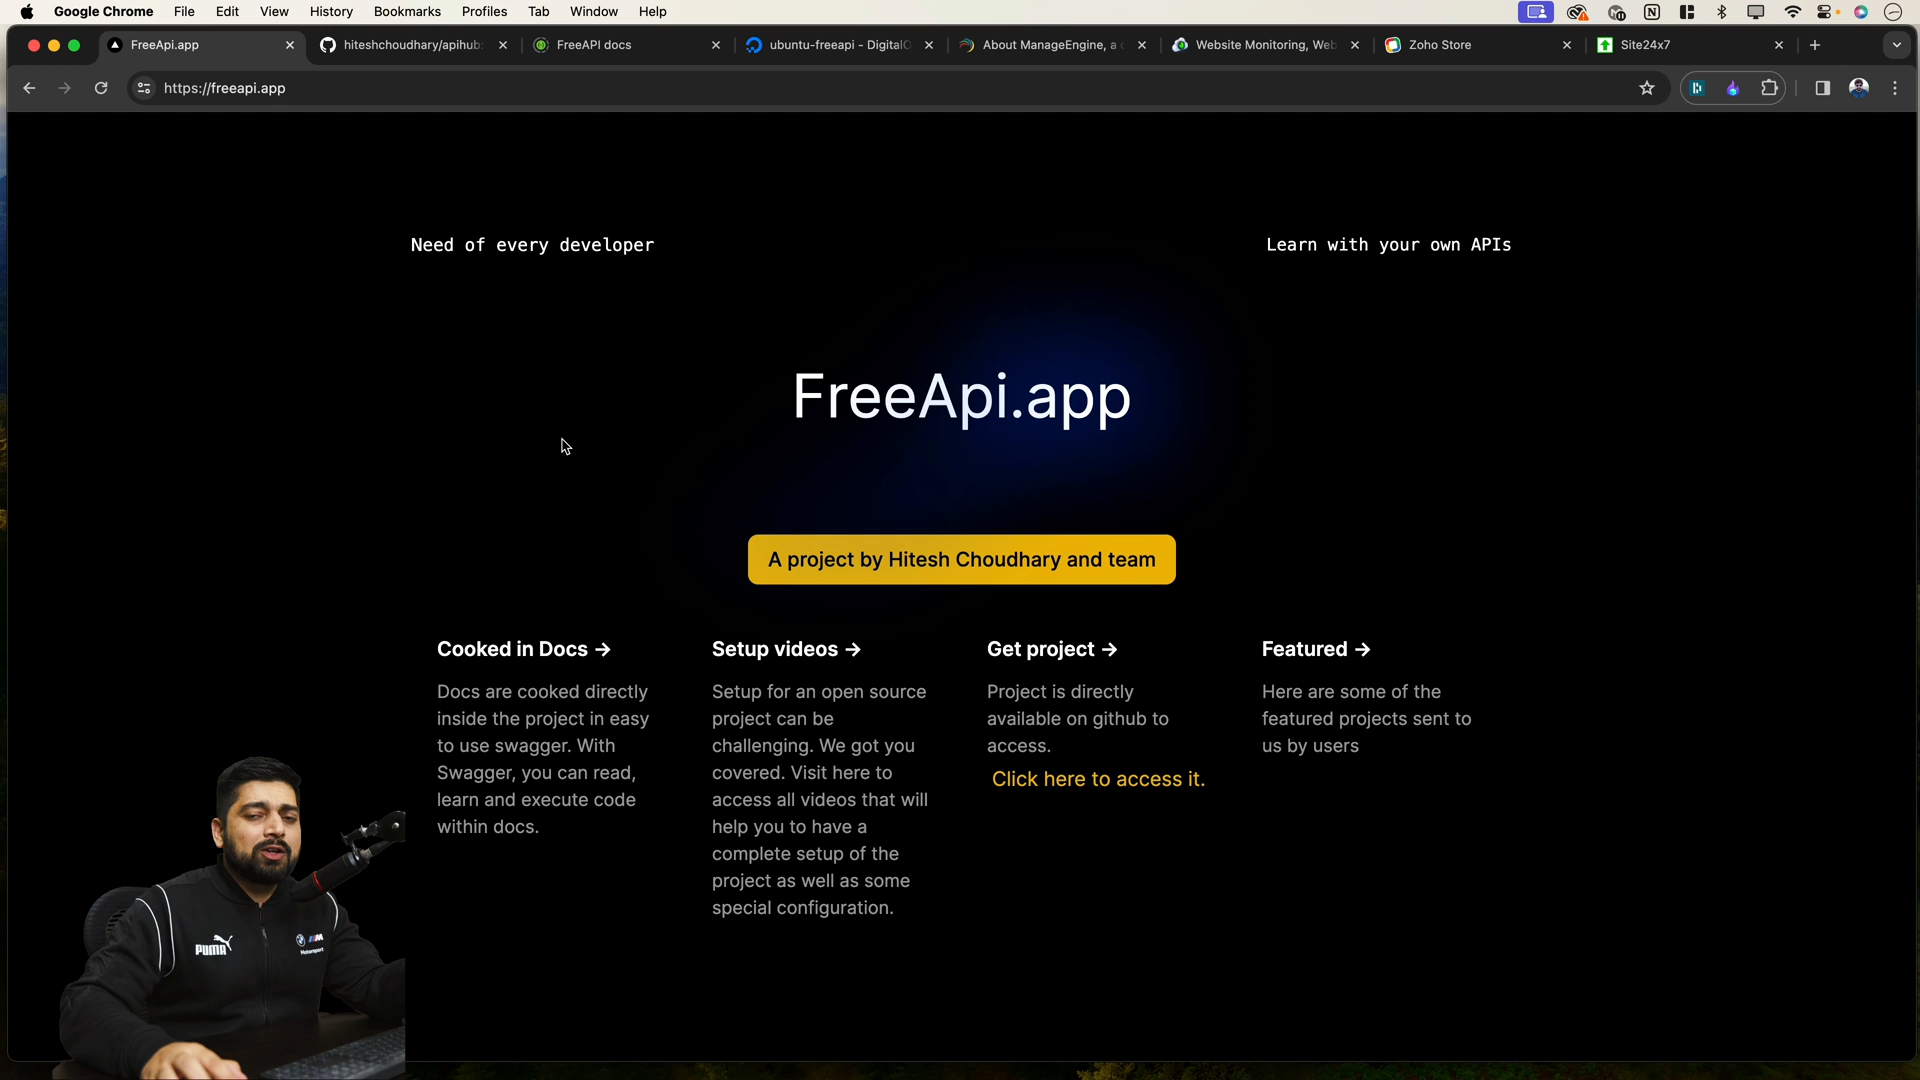 Google Chrome File Edit View History Bookmarks Profiles Tab Window Help
FreeApi.app hiteshchoudhary/apihub: FreeAPI docs ubuntu-freeapi - DigitalO About ManageEngine, a Website Monitoring, Web Zoho Store Site24x7
https://freeapi.app
Need of every developer
Learn with your own APIs
FreeApi.app
A project by Hitesh Choudhary and team
Cooked in Docs →
Docs are cooked directly
inside the project in easy
to use swagger. With
Swagger, you can read,
learn and execute code
within docs.
Setup videos →
Setup for an open source
project can be
challenging. We got you
covered. Visit here to
access all videos that will
help you to have a
complete setup of the
project as well as some
special configuration.
Get project →
Project is directly
available on github to
access.
Click here to access it.
Featured →
Here are some of the
featured projects sent to
us by users
PUMA
Motorsport